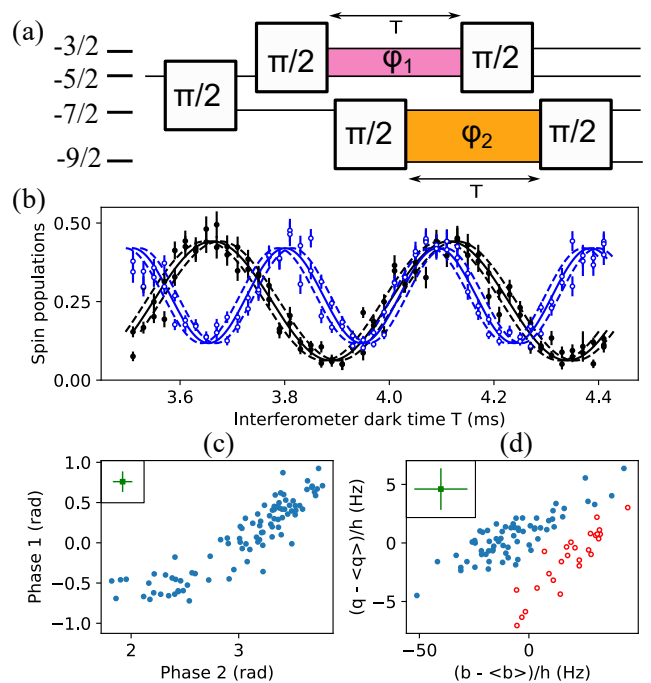 (a)
T
-3/2
-5/2
-7/2
-9/2
π/2
π/2
φ1
π/2
π/2
φ2
π/2
T
(b)
Spin populations
0.50
0.25
0.00
3.6 3.8 4.0 4.2 4.4
Interferometer dark time T (ms)
(c)
Phase 1 (rad)
1.0
0.5
0.0
-0.5
-1.0
2 3
Phase 2 (rad)
(d)
(q - <q>)/h (Hz)
5
0
−5
−50 0
(b - <b>)/h (Hz)